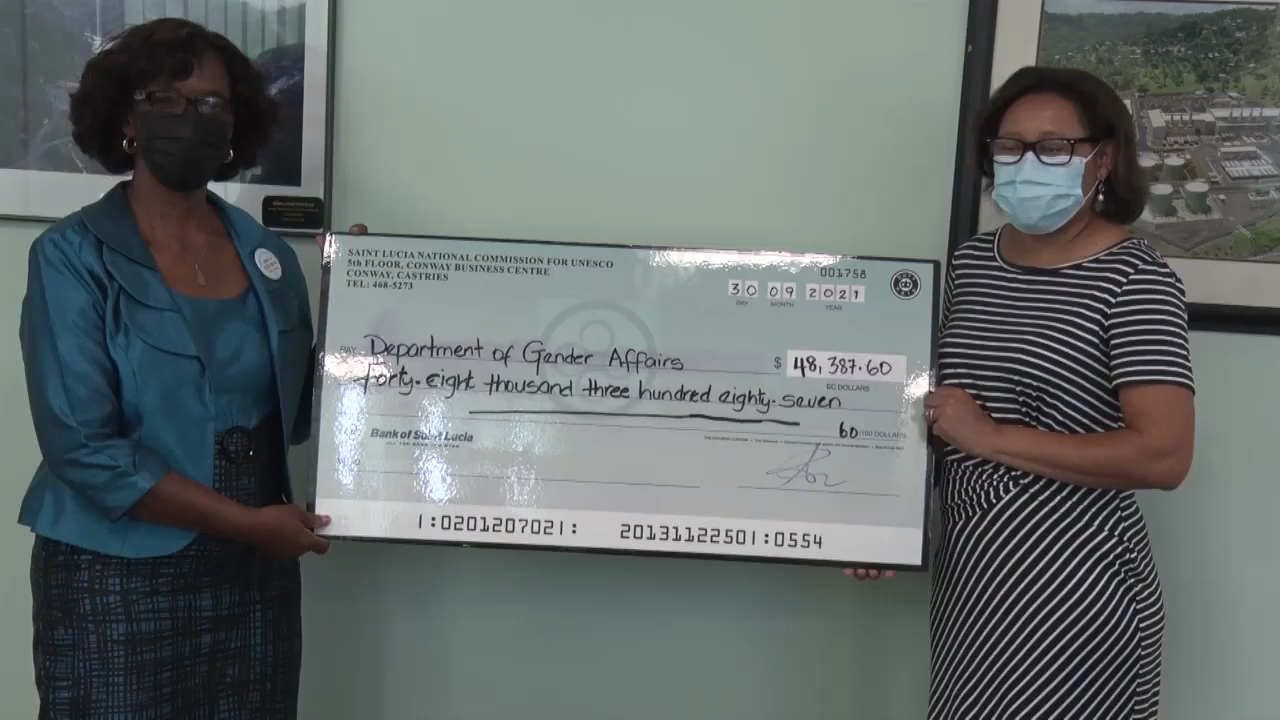 SAINT LUCIA NATIONAL COMMISSION FOR UNESCO
5th FLOOR, CONWAY BUSINESS CENTRE
CONWAY, CASTRIES
TEL: 468-5273
001758
30 09 2021
DAY MONTH YEAR
PAY Department of Gender Affairs $ 48,387.60
EC DOLLARS
forty-eight thousand three hundred eighty-seven
60/100 DOLLARS
Bank of Saint Lucia
|:0201207021: 20131122501:0554